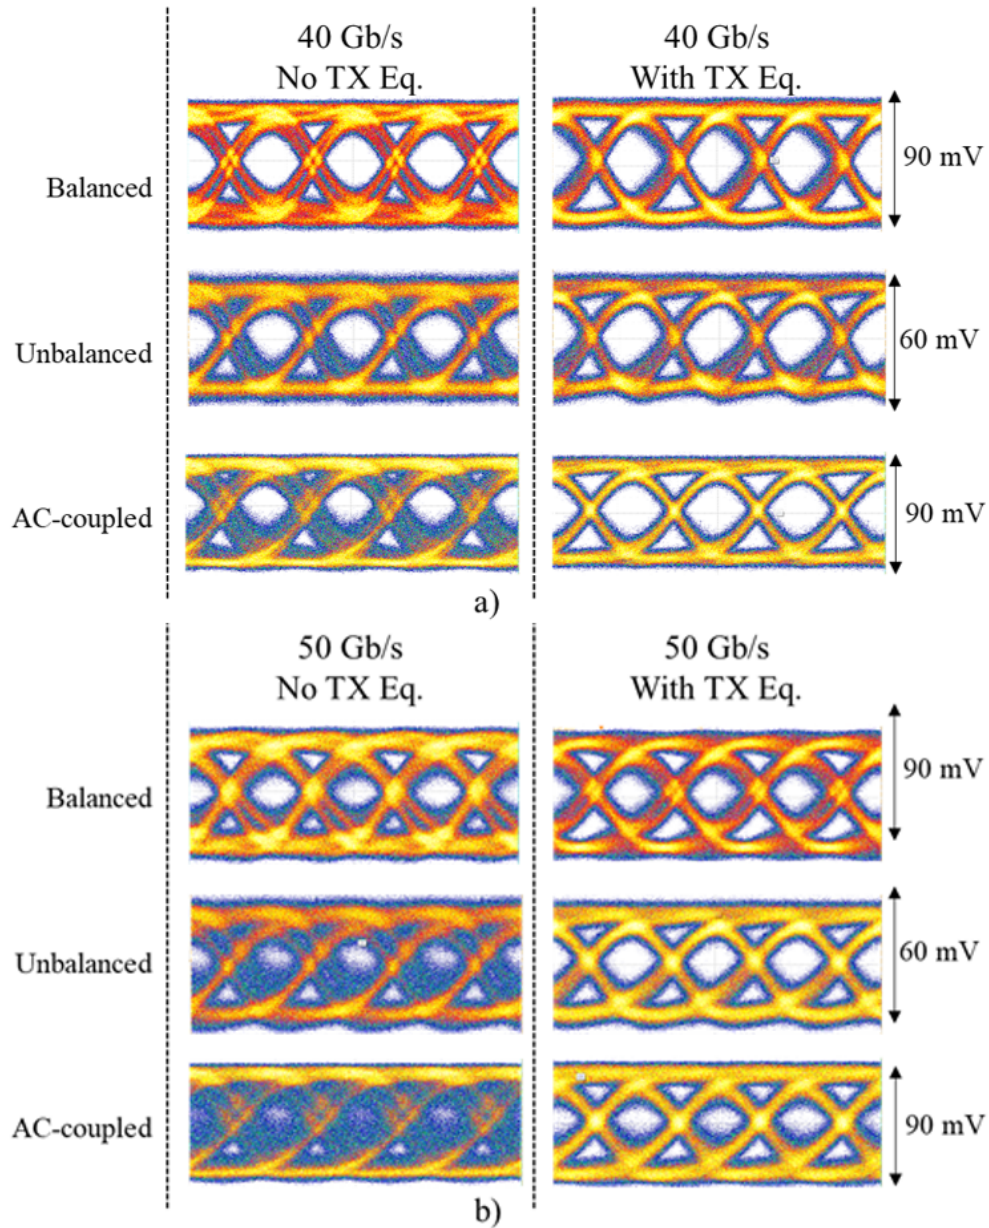 40 Gb/s
No TX Eq.
40 Gb/s
With TX Eq.
Balanced
90 mV
Unbalanced
60 mV
AC-coupled
90 mV
a)
50 Gb/s
No TX Eq.
50 Gb/s
With TX Eq.
Balanced
90 mV
Unbalanced
60 mV
AC-coupled
90 mV
b)